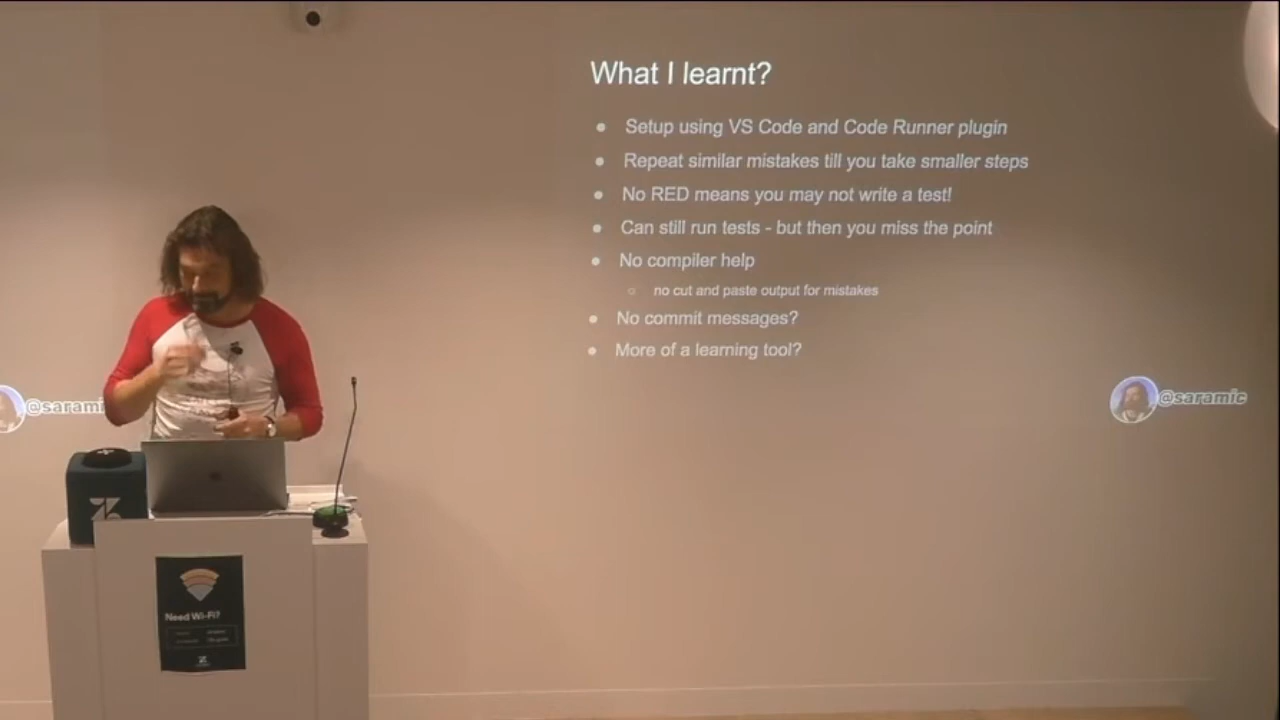 What I learnt?
● Setup using VS Code and Code Runner plugin
● Repeat similar mistakes till you take smaller steps
● No RED means you may not write a test!
● Can still run tests - but then you miss the point
● No compiler help
○ no cut and paste output for mistakes
● No commit messages?
● More of a learning tool?
@sarami
@saramic
Need Wi-Fi?